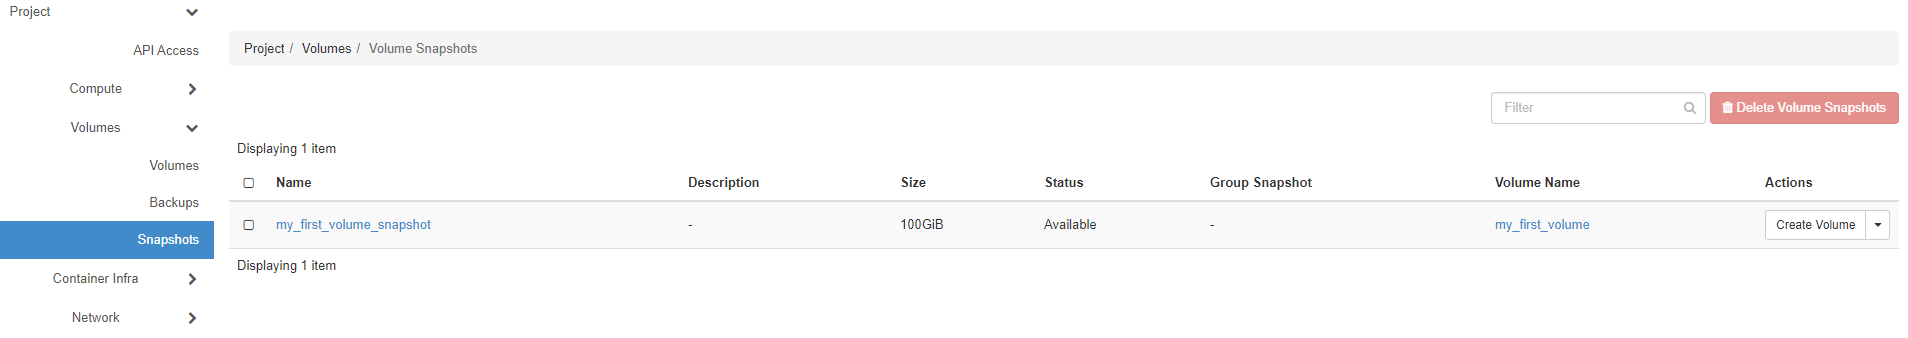 Project
API Access
Compute
Volumes
Volumes
Backups
Snapshots
Container Infra
Network
Project / Volumes / Volume Snapshots
Filter
Delete Volume Snapshots
Displaying 1 item
Name Description Size Status Group Snapshot Volume Name Actions
my_first_volume_snapshot - 100GiB Available - my_first_volume Create Volume
Displaying 1 item